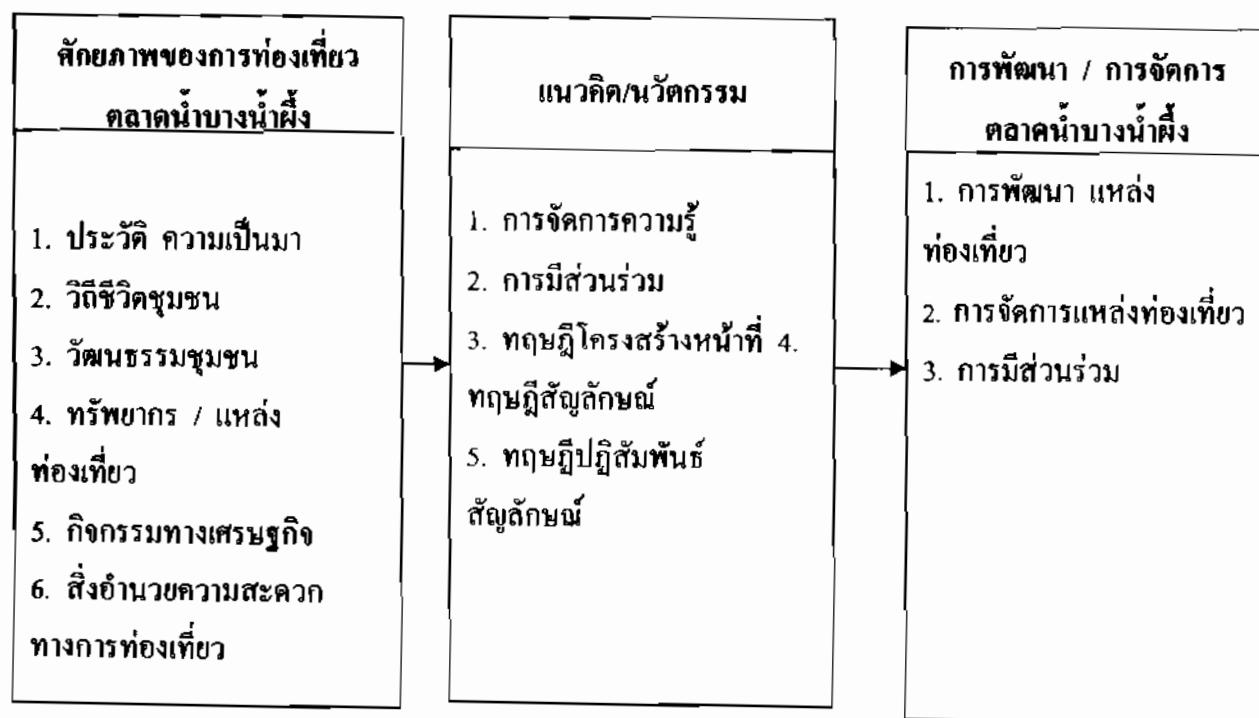 ศักยภาพของการท่องเที่ยว
ตลาดน้ำบางน้ำผึ้ง
1. ประวัติ ความเป็นมา
2. วิถีชีวิตชุมชน
3. วัฒนธรรมชุมชน
4. ทรัพยากร / แหล่ง
ท่องเที่ยว
5. กิจกรรมทางเศรษฐกิจ
6. สิ่งอำนวยความสะดวก
ทางการท่องเที่ยว
แนวคิด/นวัตกรรม
1. การจัดการความรู้
2. การมีส่วนร่วม
3. ทฤษฎีโครงสร้างหน้าที่ 4.
ทฤษฎีสัญลักษณ์
5. ทฤษฎีปฏิสัมพันธ์
สัญลักษณ์
การพัฒนา / การจัดการ
ตลาดน้ำบางน้ำผึ้ง
1. การพัฒนา แหล่ง
ท่องเที่ยว
2. การจัดการแหล่งท่องเที่ยว
3. การมีส่วนร่วม